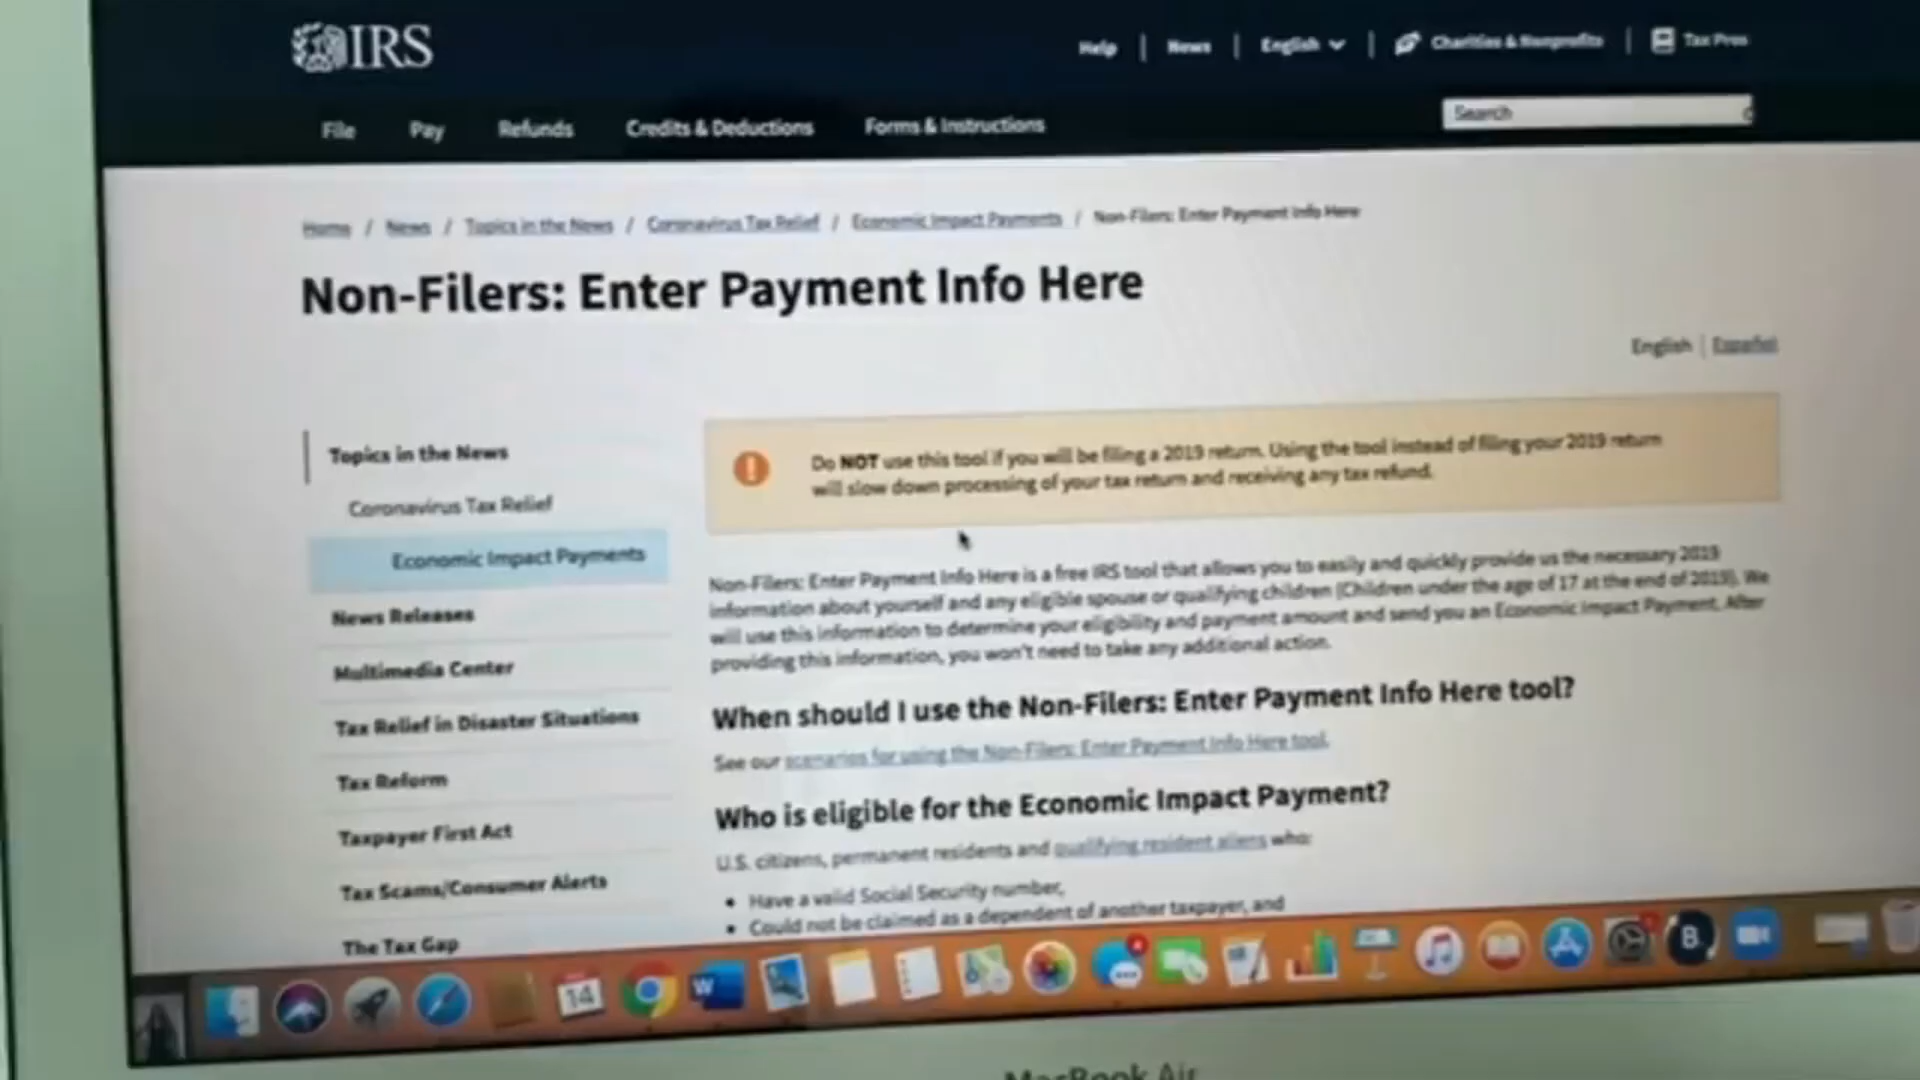 IRS
Help | News | English | Charities & Nonprofits | Tax Pros
File Pay Refunds Credits & Deductions Forms & Instructions
Search
Home / News / Topics in the News / Coronavirus Tax Relief / Economic Impact Payments / Non-Filers: Enter Payment Info Here
Non-Filers: Enter Payment Info Here
English | Español
Topics in the News
Coronavirus Tax Relief
Economic Impact Payments
News Releases
Multimedia Center
Tax Relief in Disaster Situations
Tax Reform
Taxpayer First Act
Tax Scams/Consumer Alerts
The Tax Gap
Do NOT use this tool if you will be filing a 2019 return. Using the tool instead of filing your 2019 return
will slow down processing of your tax return and receiving any tax refund.
Non-Filers: Enter Payment Info Here is a free IRS tool that allows you to easily and quickly provide us the necessary 2019
information about yourself and any eligible spouse or qualifying children (Children under the age of 17 at the end of 2019). We
will use this information to determine your eligibility and payment amount and send you an Economic Impact Payment. After
providing this information, you won't need to take any additional action.
When should I use the Non-Filers: Enter Payment Info Here tool?
See our scenarios for using the Non-Filers: Enter Payment Info Here tool.
Who is eligible for the Economic Impact Payment?
U.S. citizens, permanent residents and qualifying resident aliens who:
• Have a valid Social Security number,
• Could not be claimed as a dependent of another taxpayer, and
14
W
B
MacBook Air